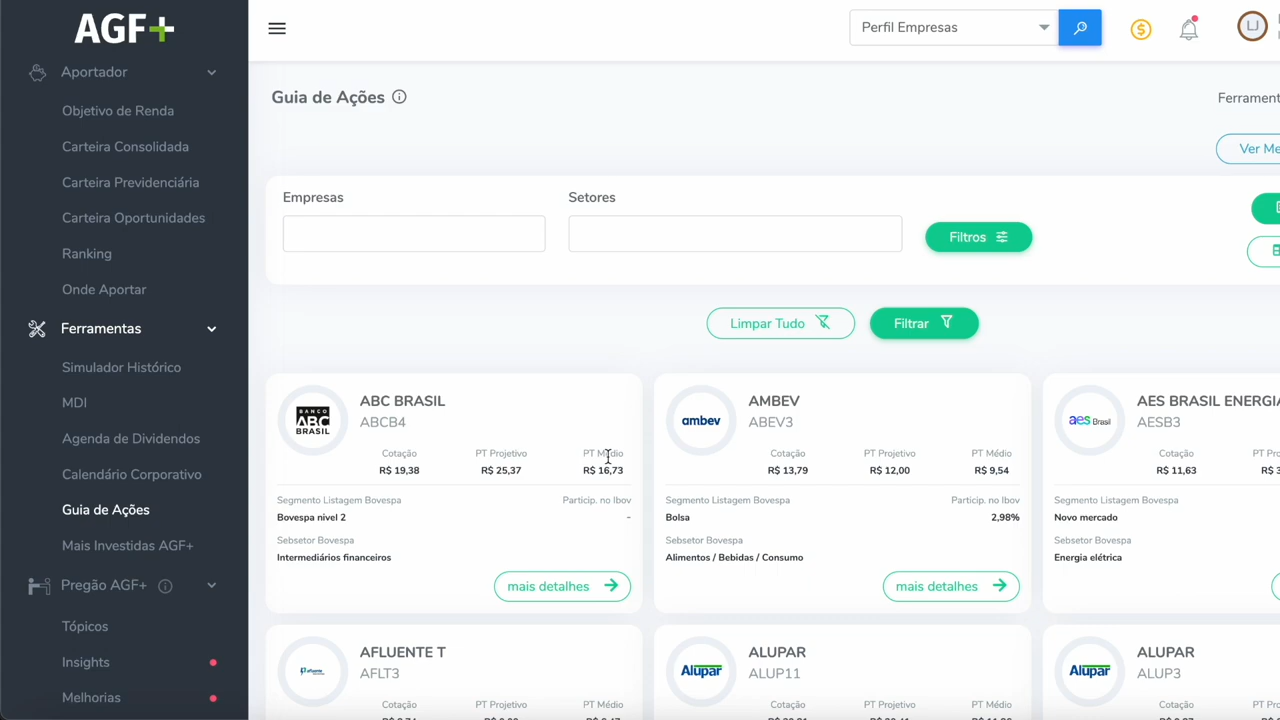 AGF+
Perfil Empresas
LJ
Aportador
Objetivo de Renda
Carteira Consolidada
Carteira Previdenciária
Carteira Oportunidades
Ranking
Onde Aportar
Ferramentas
Simulador Histórico
MDI
Agenda de Dividendos
Calendário Corporativo
Guia de Ações
Mais Investidas AGF+
Pregão AGF+
Tópicos
Insights
Melhorias
Guia de Ações
Ferrament
Ver Me
Empresas
Setores
Filtros
Limpar Tudo
Filtrar
BANCO
ABC
BRASIL
ABC BRASIL
ABCB4
Cotação PT Projetivo PT Médio
R$ 19,38 R$ 25,37 R$ 16,73
Segmento Listagem Bovespa Particip. no Ibov
Bovespa nivel 2 -
Sebsetor Bovespa
Intermediários financeiros
mais detalhes
ambev
AMBEV
ABEV3
Cotação PT Projetivo PT Médio
R$ 13,79 R$ 12,00 R$ 9,54
Segmento Listagem Bovespa Particip. no Ibov
Bolsa 2,98%
Sebsetor Bovespa
Alimentos / Bebidas / Consumo
mais detalhes
aes Brasil
AES BRASIL ENERGIA
AESB3
Cotação PT Pro
R$ 11,63 R$ 3
Segmento Listagem Bovespa
Novo mercado
Sebsetor Bovespa
Energia elétrica
afluente
AFLUENTE T
AFLT3
Cotação PT Projetivo PT Médio
Alupar
ALUPAR
ALUP11
Cotação PT Projetivo PT Médio
Alupar
ALUPAR
ALUP3
Cotação PT Pro